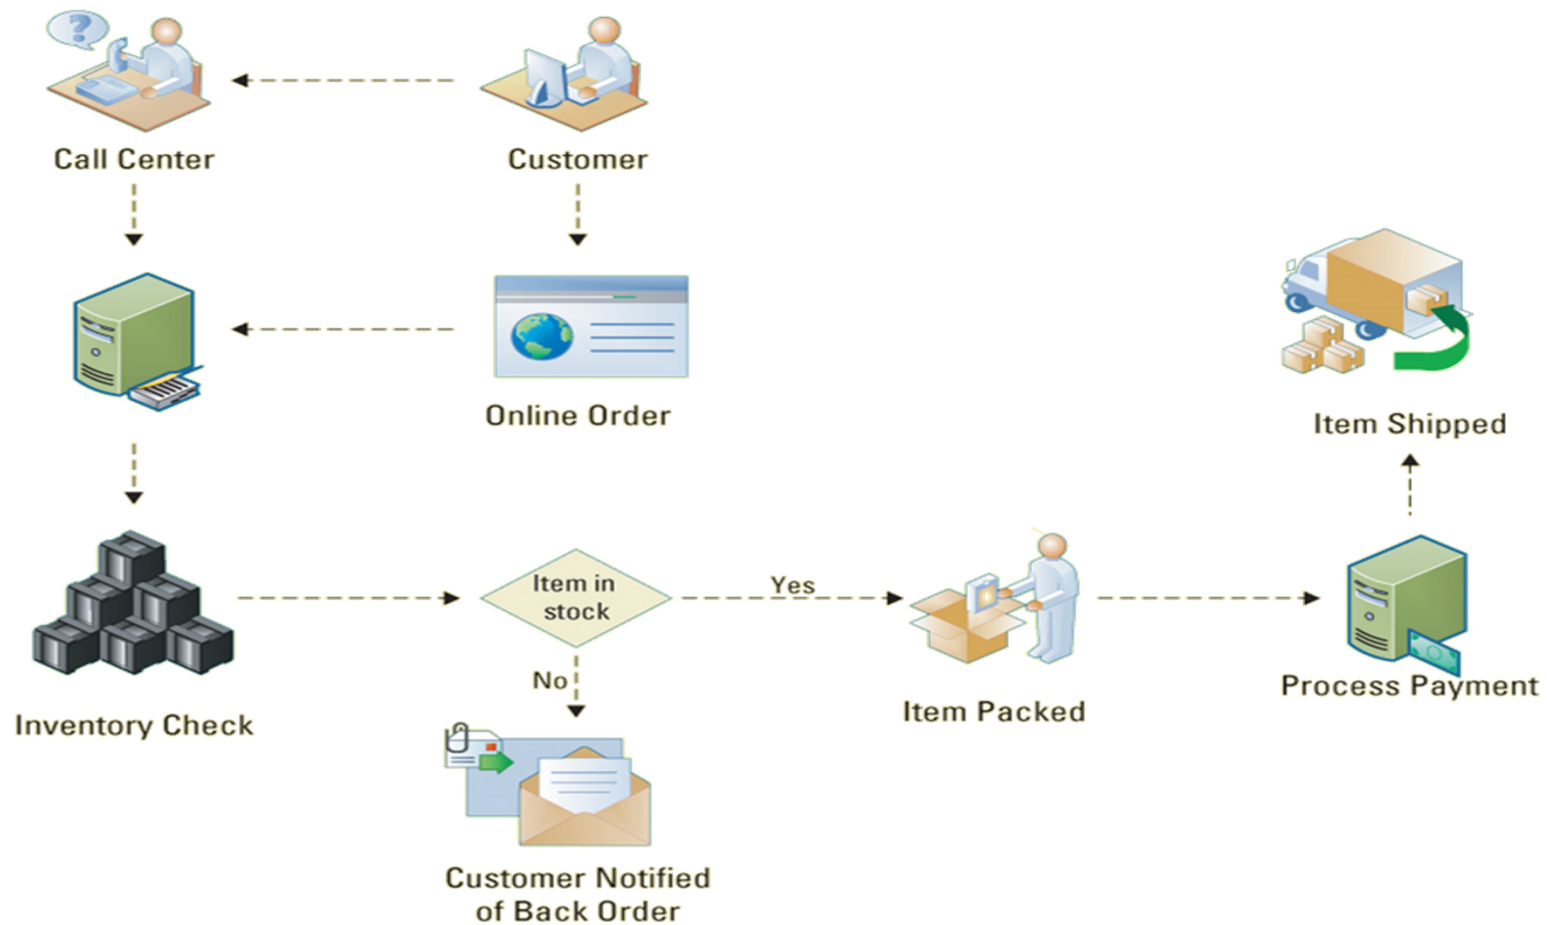 ?
Call Center
Customer
Online Order
Item Shipped
Item in
stock
Yes
No
Inventory Check
Item Packed
Process Payment
Customer Notified
of Back Order